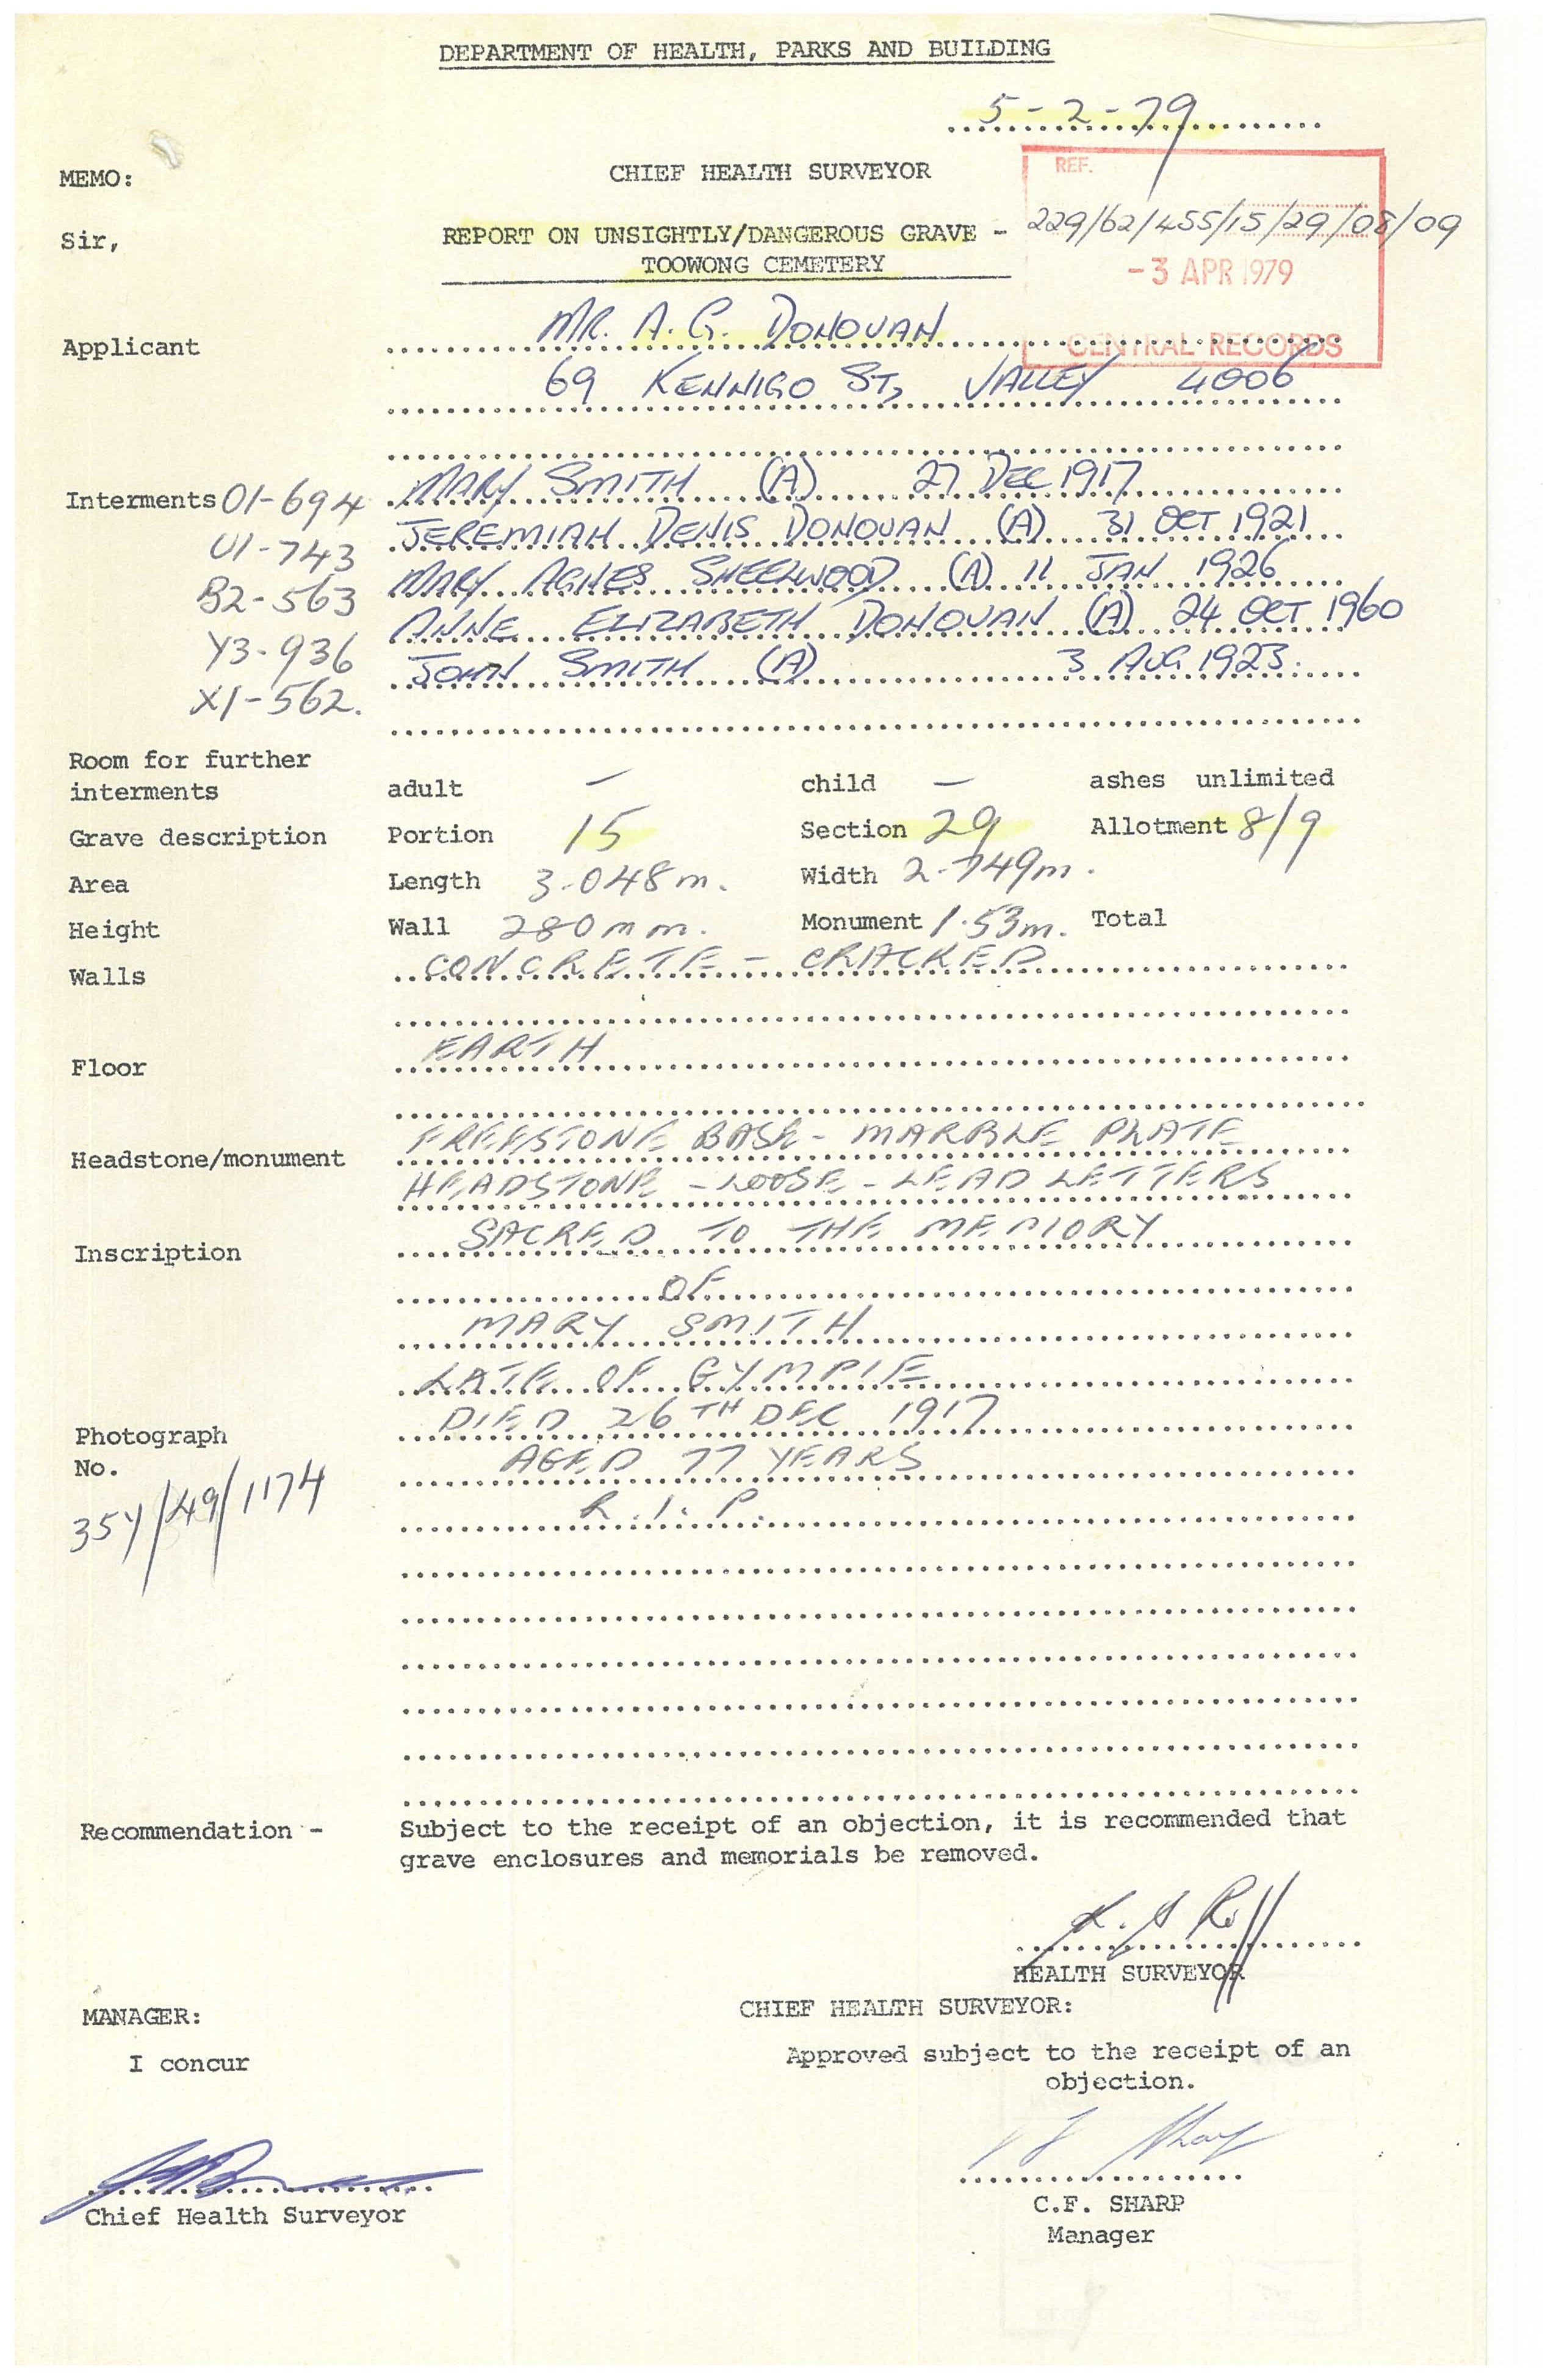 DEPARTMENT OF HEALTH, PARKS AND BUILDING
5-2-79
MEMO: CHIEF HEALTH SURVEYOR REF.
Sir, REPORT ON UNSIGHTLY/DANGEROUS GRAVE - 229/62/455/15/29/08/09
TOOWONG CEMETERY -3 APR 1979
Applicant MR. A. G. DONOVAN CENTRAL RECORDS
69 KENNIGO ST, VALLEY 4006
Interments 01-694 MARY SMITH (A) 27 DEC 1917
U1-743 JEREMIAH DENIS DONOVAN (A) 31 OCT 1921
B2-563 MARY AGNES SHEELWOOD (A) 11 JAN 1926
Y3-936 ANNE ELIZABETH DONOVAN (A) 24 OCT 1960
X1-562. JOHN SMITH (A) 3 AUG 1923.
Room for further
interments adult - child - ashes unlimited
Grave description Portion 15 Section 29 Allotment 8/9
Area Length 3.048m. Width 2.749m.
Height Wall 280mm. Monument 1.53m. Total
Walls CONCRETE - CRACKED
Floor EARTH
Headstone/monument FREESTONE BASE - MARBLE PLATE
HEADSTONE - LOOSE - LEAD LETTERS
Inscription SACRED TO THE MEMORY
OF
MARY SMITH
LATE OF GYMPIE
Photograph DIED 26TH DEC 1917
No. AGED 77 YEARS
35Y/49/1174 R.I.P.
Recommendation - Subject to the receipt of an objection, it is recommended that
grave enclosures and memorials be removed.
HEALTH SURVEYOR
MANAGER: CHIEF HEALTH SURVEYOR:
I concur Approved subject to the receipt of an
objection.
Chief Health Surveyor C.F. SHARP
Manager